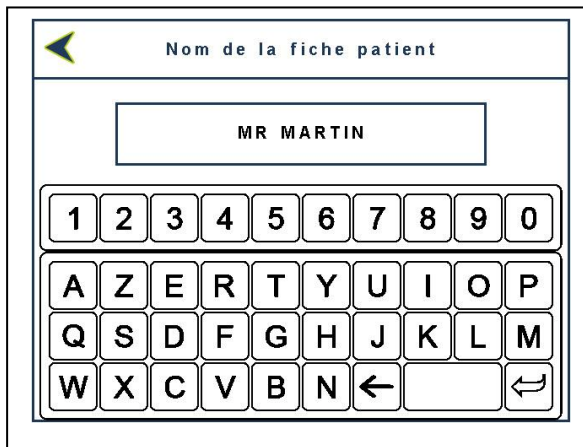 Nom de la fiche patient
MR MARTIN
1 2 3 4 5 6 7 8 9 0
A Z E R T Y U I O P
Q S D F G H J K L M
W X C V B N